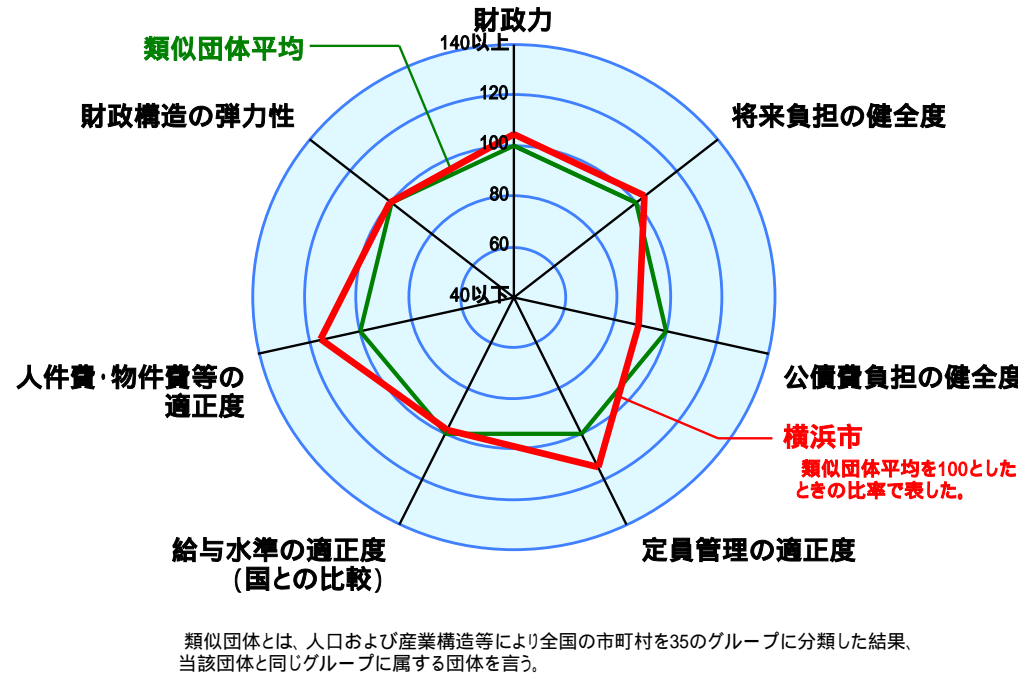 財政力
140以上
類似団体平均
120
財政構造の弾力性
将来負担の健全度
100
80
60
40以下
人件費・物件費等の
適正度
公債費負担の健全度
横浜市
類似団体平均を100とした
ときの比率で表した。
給与水準の適正度
(国との比較)
定員管理の適正度
類似団体とは、人口および産業構造等により全国の市町村を35のグループに分類した結果、
当該団体と同じグループに属する団体を言う。